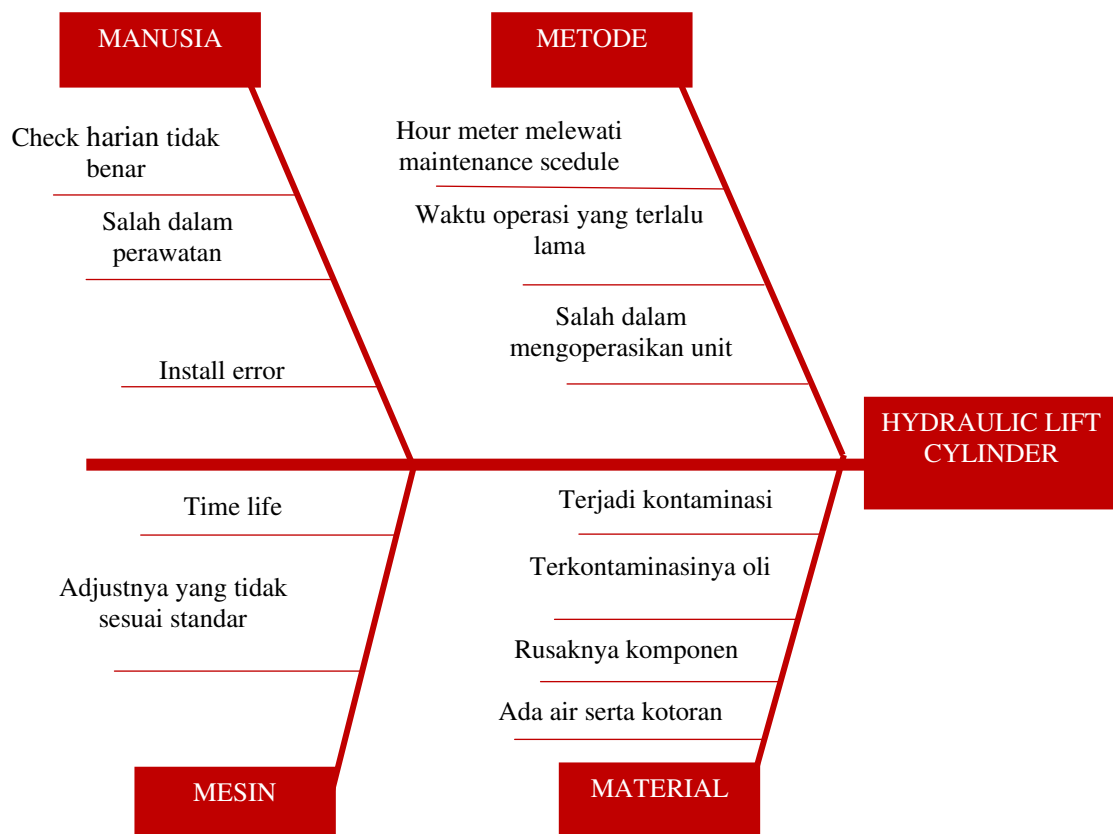 MANUSIA
METODE
Check harian tidak
benar
Salah dalam
perawatan
Install error
Hour meter melewati
maintenance scedule
Waktu operasi yang terlalu
lama
Salah dalam
mengoperasikan unit
HYDRAULIC LIFT
CYLINDER
Time life
Adjustnya yang tidak
sesuai standar
Terjadi kontaminasi
Terkontaminasinya oli
Rusaknya komponen
Ada air serta kotoran
MESIN
MATERIAL